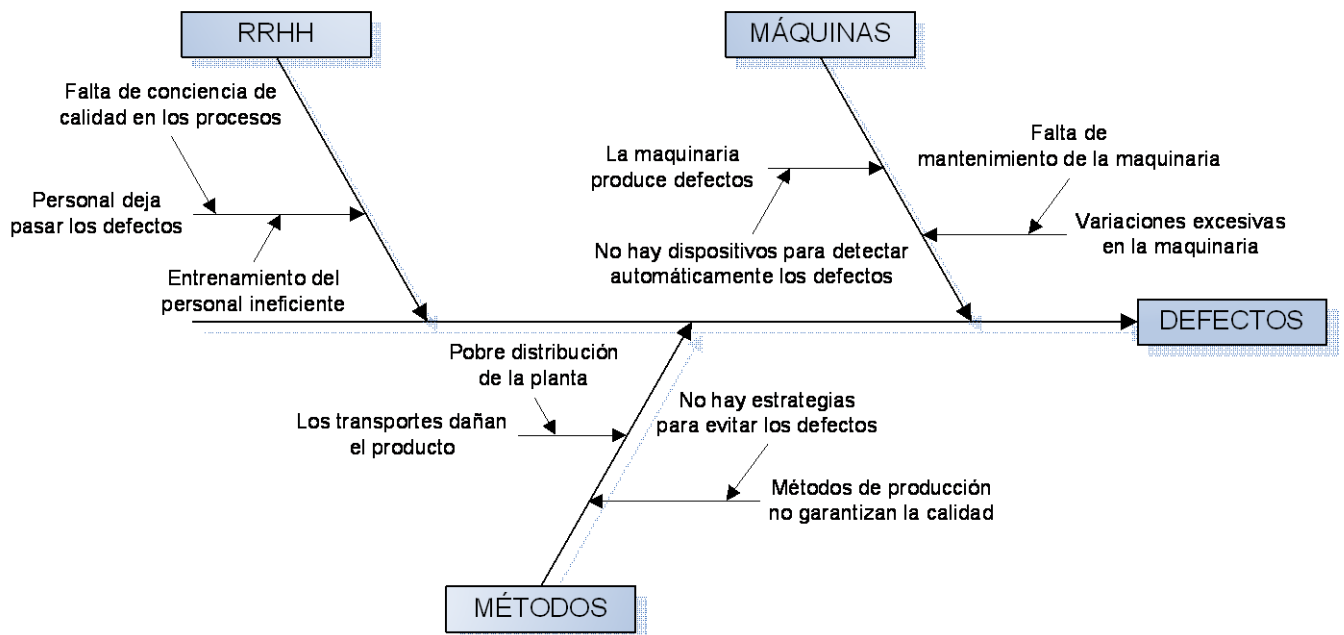 RRHH
MÁQUINAS
Falta de conciencia de
calidad en los procesos
Personal deja
pasar los defectos
Entrenamiento del
personal ineficiente
La maquinaria
produce defectos
No hay dispositivos para detectar
automáticamente los defectos
Falta de
mantenimiento de la maquinaria
Variaciones excesivas
en la maquinaria
DEFECTOS
Pobre distribución
de la planta
Los transportes dañan
el producto
No hay estrategias
para evitar los defectos
Métodos de producción
no garantizan la calidad
MÉTODOS